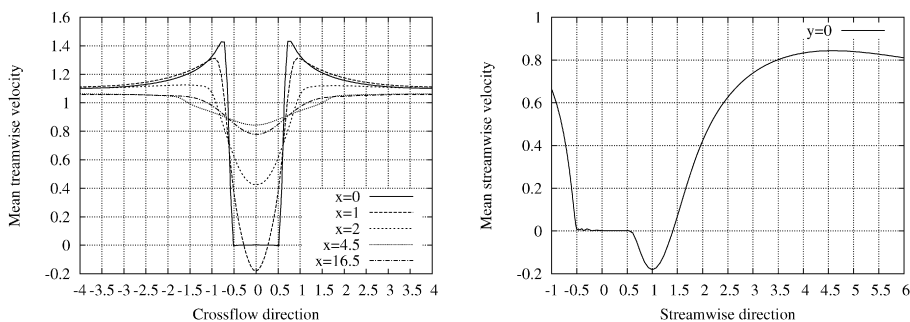 1.6
1.4
1.2
1
0.8
0.6
0.4
0.2
0
-0.2
Mean treamwise velocity
x=0
x=1
x=2
x=4.5
x=16.5
-4 -3.5 -3 -2.5 -2 -1.5 -1 -0.5 0 0.5 1 1.5 2 2.5 3 3.5 4
Crossflow direction
1
0.8
0.6
0.4
0.2
0
-0.2
Mean streamwise velocity
y=0
-1 -0.5 0 0.5 1 1.5 2 2.5 3 3.5 4 4.5 5 5.5 6
Streamwise direction